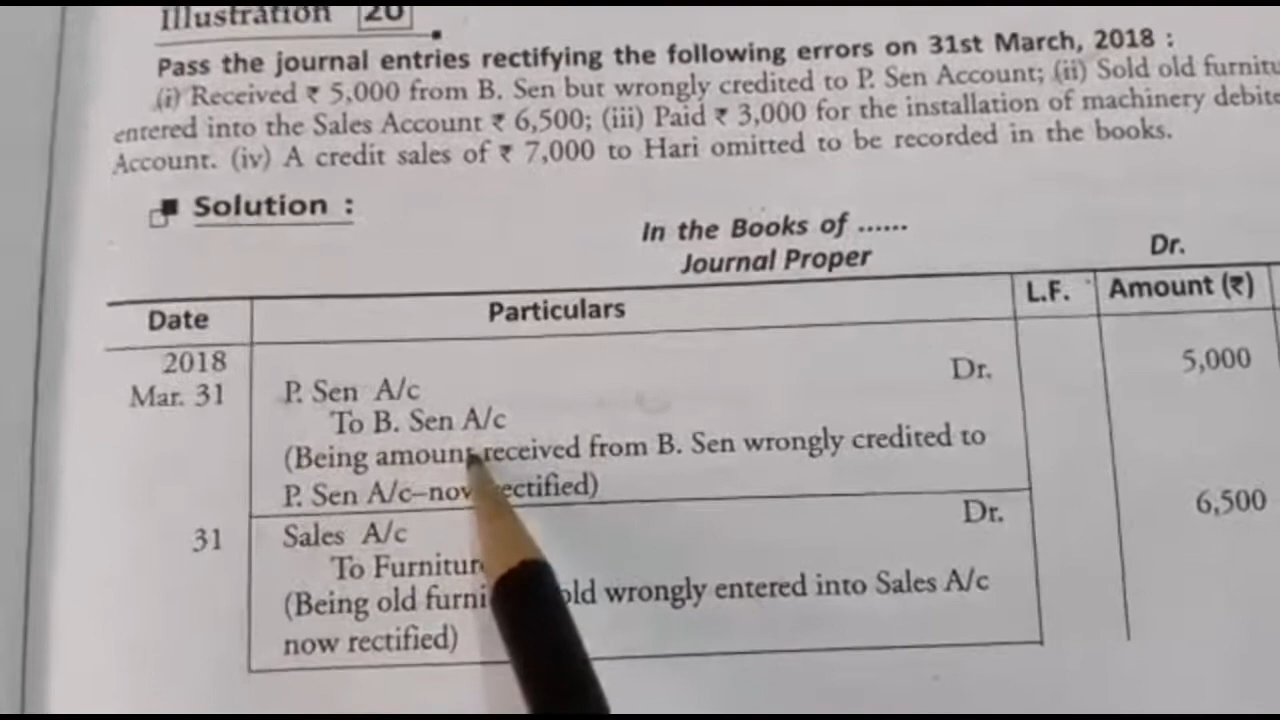 Illustration 20
Pass the journal entries rectifying the following errors on 31st March, 2018 :
(i) Received ₹ 5,000 from B. Sen but wrongly credited to P. Sen Account; (ii) Sold old
entered into the Sales Account ₹ 6,500; (iii) Paid ₹ 3,000 for the installation of machinery
Account. (iv) A credit sales of ₹ 7,000 to Hari omitted to be recorded in the books.
Solution :
In the Books of ......
Journal Proper
Dr.
Date Particulars L.F. Amount (₹)
2018
Mar. 31 P. Sen A/c Dr. 5,000
To B. Sen A/c
(Being amount received from B. Sen wrongly credited to
P. Sen A/c–now rectified)
31 Sales A/c Dr. 6,500
To
(Being old wrongly entered into Sales A/c
now rectified)